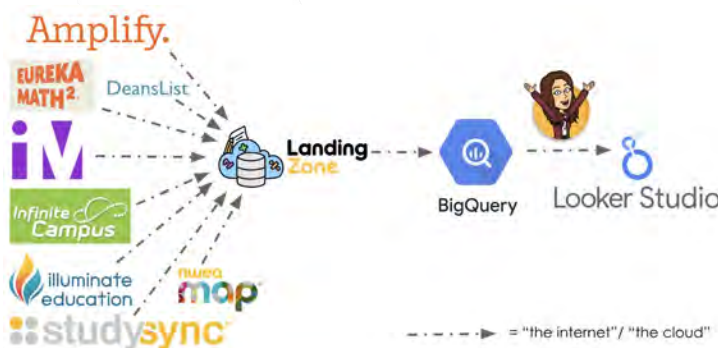 Amplify.
EUREKA
MATH²
DeansList
iM
Infinite
Campus
illuminate
education
nwea
map
studysync
Landing
Zone
BigQuery
Looker Studio
= "the internet"/ "the cloud"